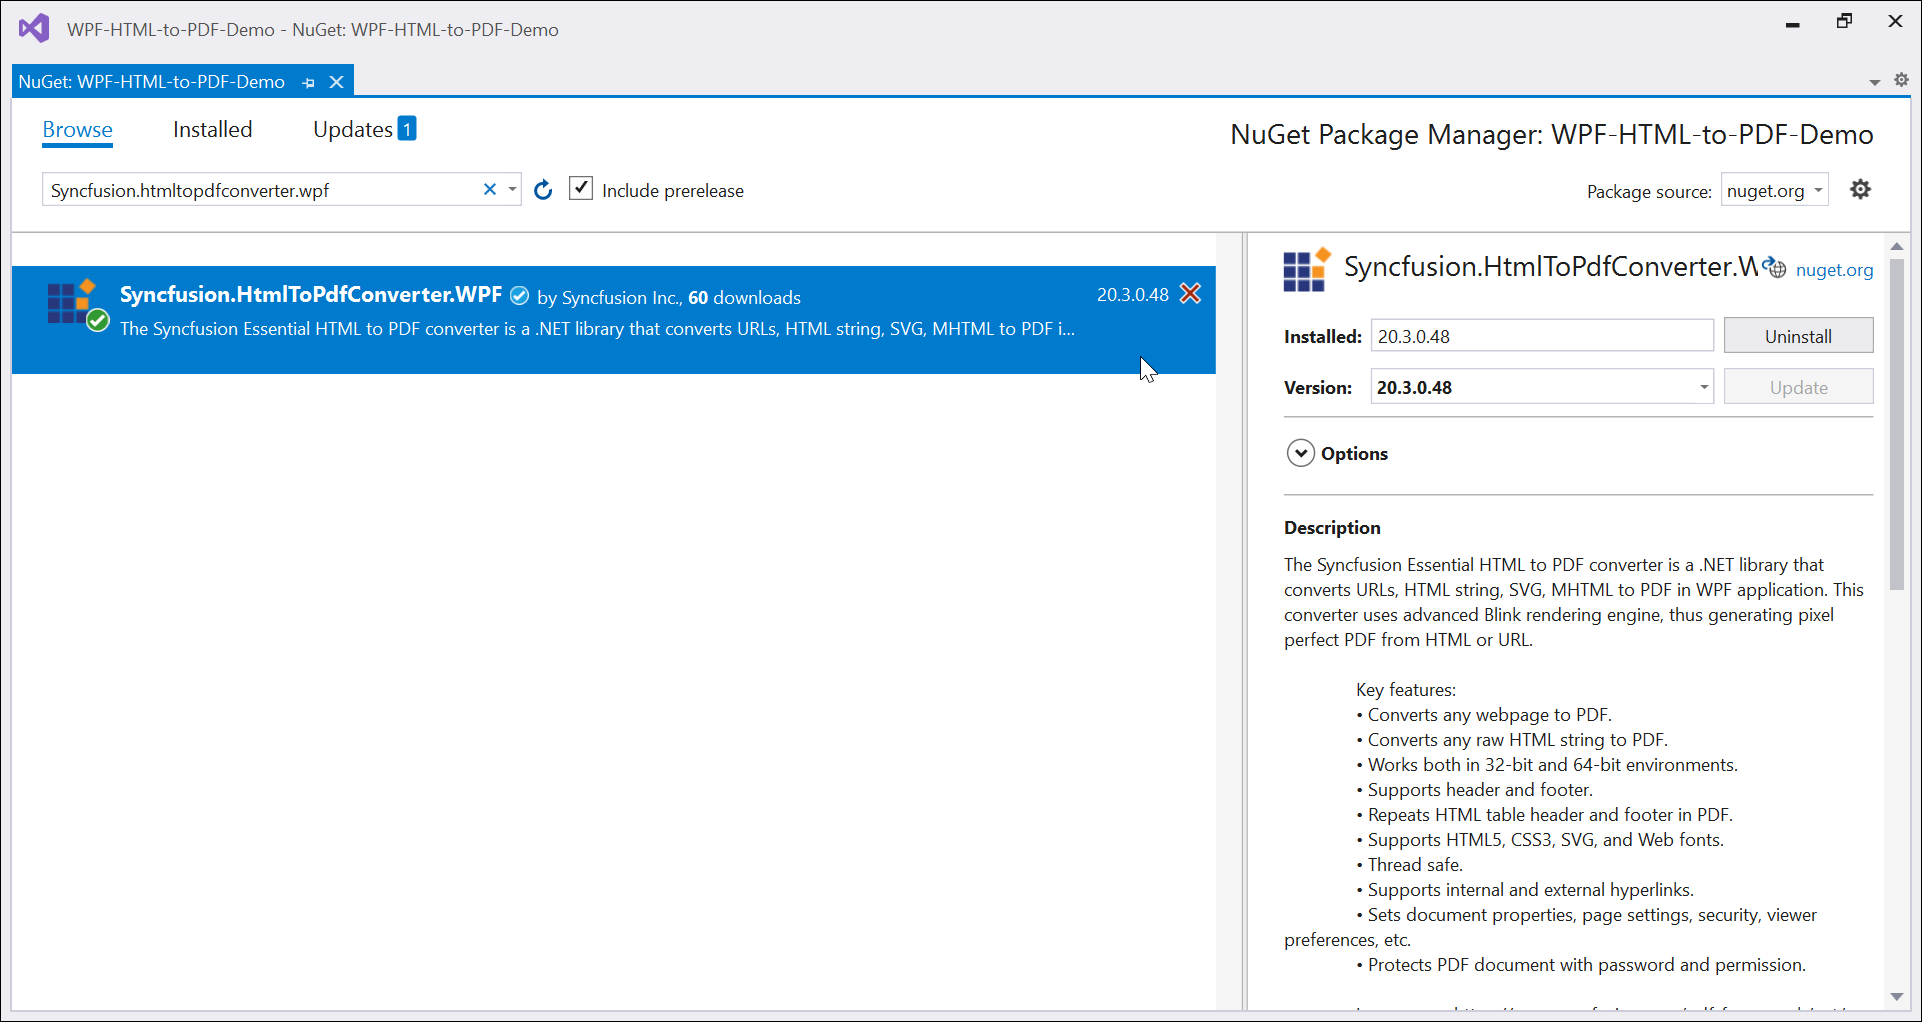 WPF-HTML-to-PDF-Demo - NuGet: WPF-HTML-to-PDF-Demo
NuGet: WPF-HTML-to-PDF-Demo
Browse Installed Updates 1
NuGet Package Manager: WPF-HTML-to-PDF-Demo
Syncfusion.htmltopdfconverter.wpf Include prerelease
Package source: nuget.org
Syncfusion.HtmlToPdfConverter.WPF by Syncfusion Inc., 60 downloads 20.3.0.48
The Syncfusion Essential HTML to PDF converter is a .NET library that converts URLs, HTML string, SVG, MHTML to PDF i...
Syncfusion.HtmlToPdfConverter.W nuget.org
Installed: 20.3.0.48 Uninstall
Version: 20.3.0.48 Update
Options
Description
The Syncfusion Essential HTML to PDF converter is a .NET library that
converts URLs, HTML string, SVG, MHTML to PDF in WPF application. This
converter uses advanced Blink rendering engine, thus generating pixel
perfect PDF from HTML or URL.
Key features:
• Converts any webpage to PDF.
• Converts any raw HTML string to PDF.
• Works both in 32-bit and 64-bit environments.
• Supports header and footer.
• Repeats HTML table header and footer in PDF.
• Supports HTML5, CSS3, SVG, and Web fonts.
• Thread safe.
• Supports internal and external hyperlinks.
• Sets document properties, page settings, security, viewer
preferences, etc.
• Protects PDF document with password and permission.